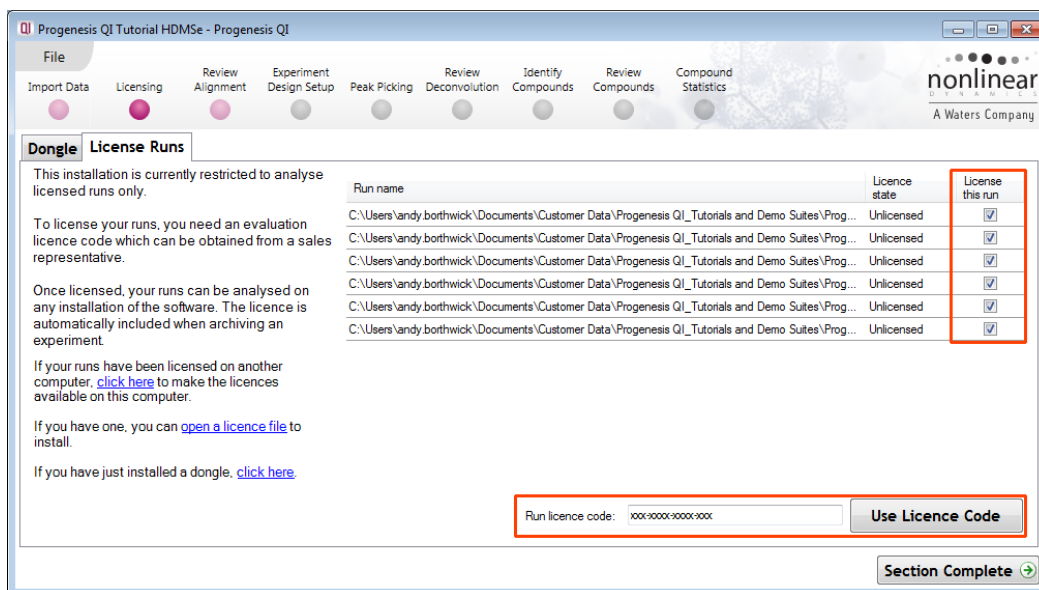 Progenesis QI Tutorial HDMSe - Progenesis QI
File
Import Data
Licensing
Review Alignment
Experiment Design Setup
Peak Picking
Review Deconvolution
Identify Compounds
Review Compounds
Compound Statistics
nonlinear
DYNAMICS
A Waters Company
Dongle
License Runs
This installation is currently restricted to analyse
licensed runs only.
To license your runs, you need an evaluation
licence code which can be obtained from a sales
representative.
Once licensed, your runs can be analysed on
any installation of the software. The licence is
automatically included when archiving an
experiment.
If your runs have been licensed on another
computer, click here to make the licences
available on this computer.
If you have one, you can open a licence file to
install.
If you have just installed a dongle, click here.
Run name
Licence state
License this run
C:\Users\andy.borthwick\Documents\Customer Data\Progenesis QI_Tutorials and Demo Suites\Prog... Unlicensed
C:\Users\andy.borthwick\Documents\Customer Data\Progenesis QI_Tutorials and Demo Suites\Prog... Unlicensed
C:\Users\andy.borthwick\Documents\Customer Data\Progenesis QI_Tutorials and Demo Suites\Prog... Unlicensed
C:\Users\andy.borthwick\Documents\Customer Data\Progenesis QI_Tutorials and Demo Suites\Prog... Unlicensed
C:\Users\andy.borthwick\Documents\Customer Data\Progenesis QI_Tutorials and Demo Suites\Prog... Unlicensed
C:\Users\andy.borthwick\Documents\Customer Data\Progenesis QI_Tutorials and Demo Suites\Prog... Unlicensed
Run licence code: xxx-xxxx-xxxx-xxx
Use Licence Code
Section Complete